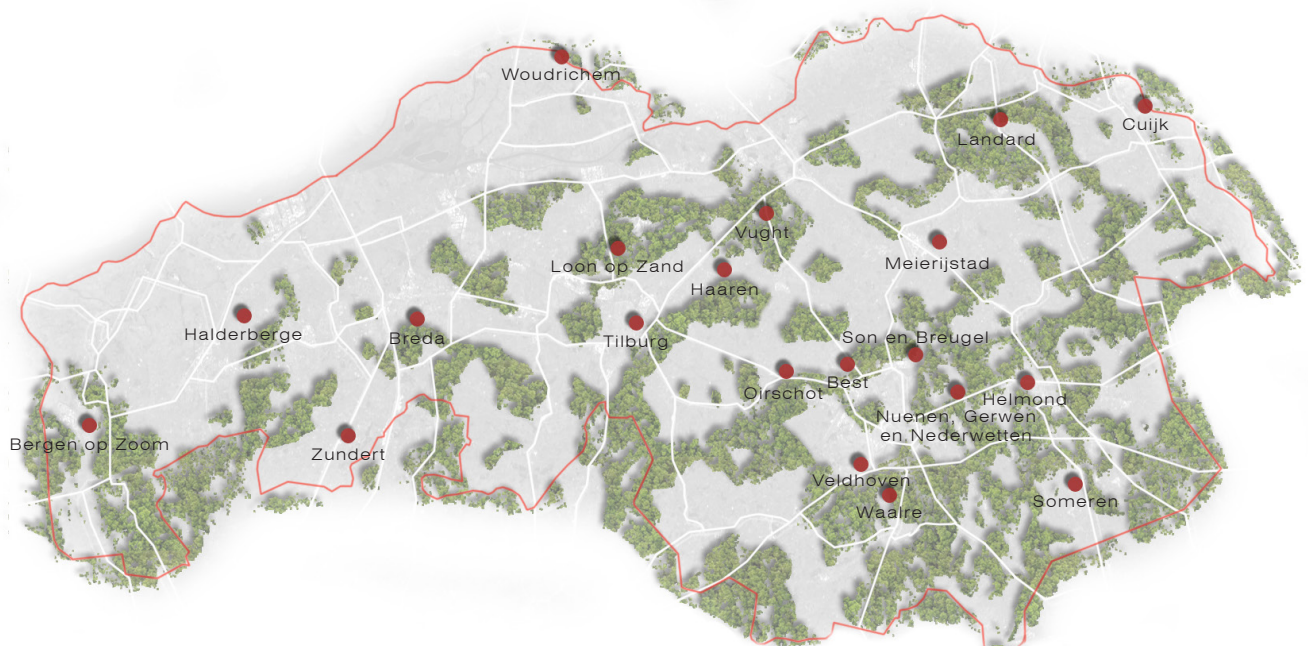 Woudrichem
Cuijk
Landard
Vught
Meierijstad
Loon op Zand
Haaren
Halderberge
Breda
Tilburg
Son en Breugel
Best
Oirschot
Helmond
Nuenen, Gerwen
en Nederwetten
Bergen op Zoom
Zundert
Veldhoven
Waalre
Someren